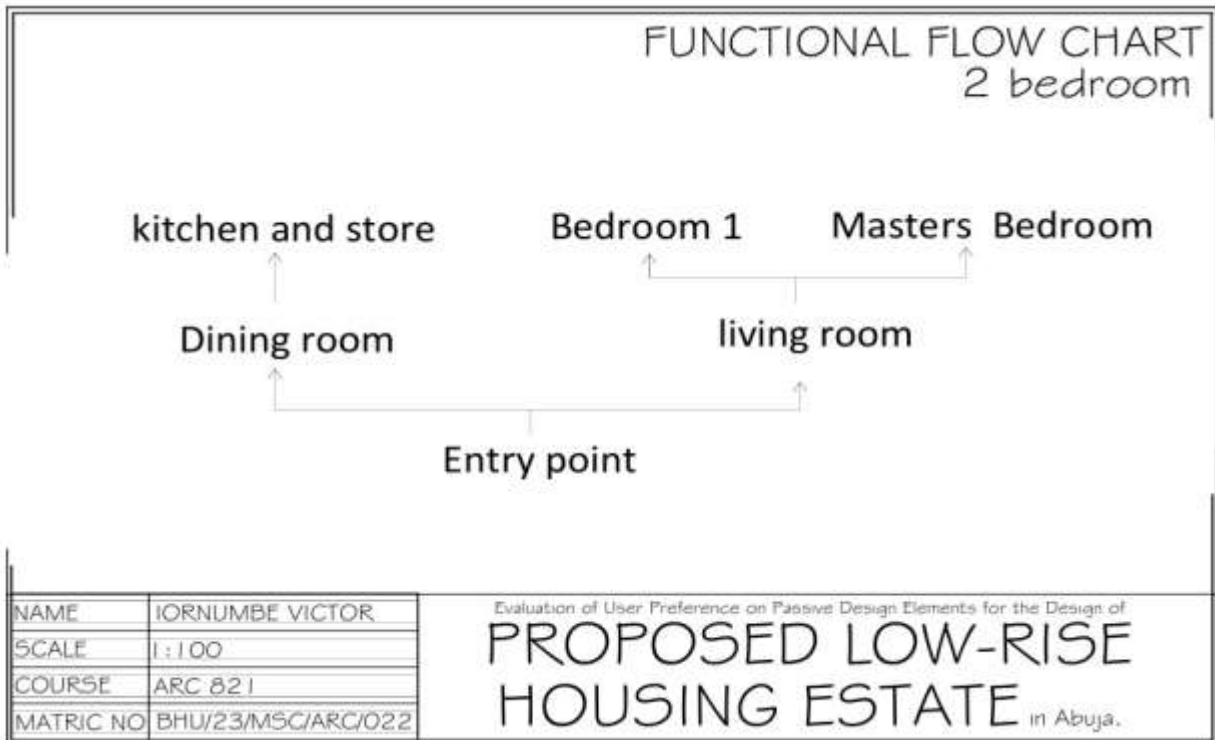 FUNCTIONAL FLOW CHART
2 bedroom
kitchen and store
Bedroom 1
Masters Bedroom
Dining room
living room
Entry point
NAME IORNUMBE VICTOR
SCALE 1:100
COURSE ARC 821
MATRIC NO BHU/23/MSC/ARC/022
Evaluation of User Preference on Passive Design Elements for the Design of
PROPOSED LOW-RISE
HOUSING ESTATE in Abuja.